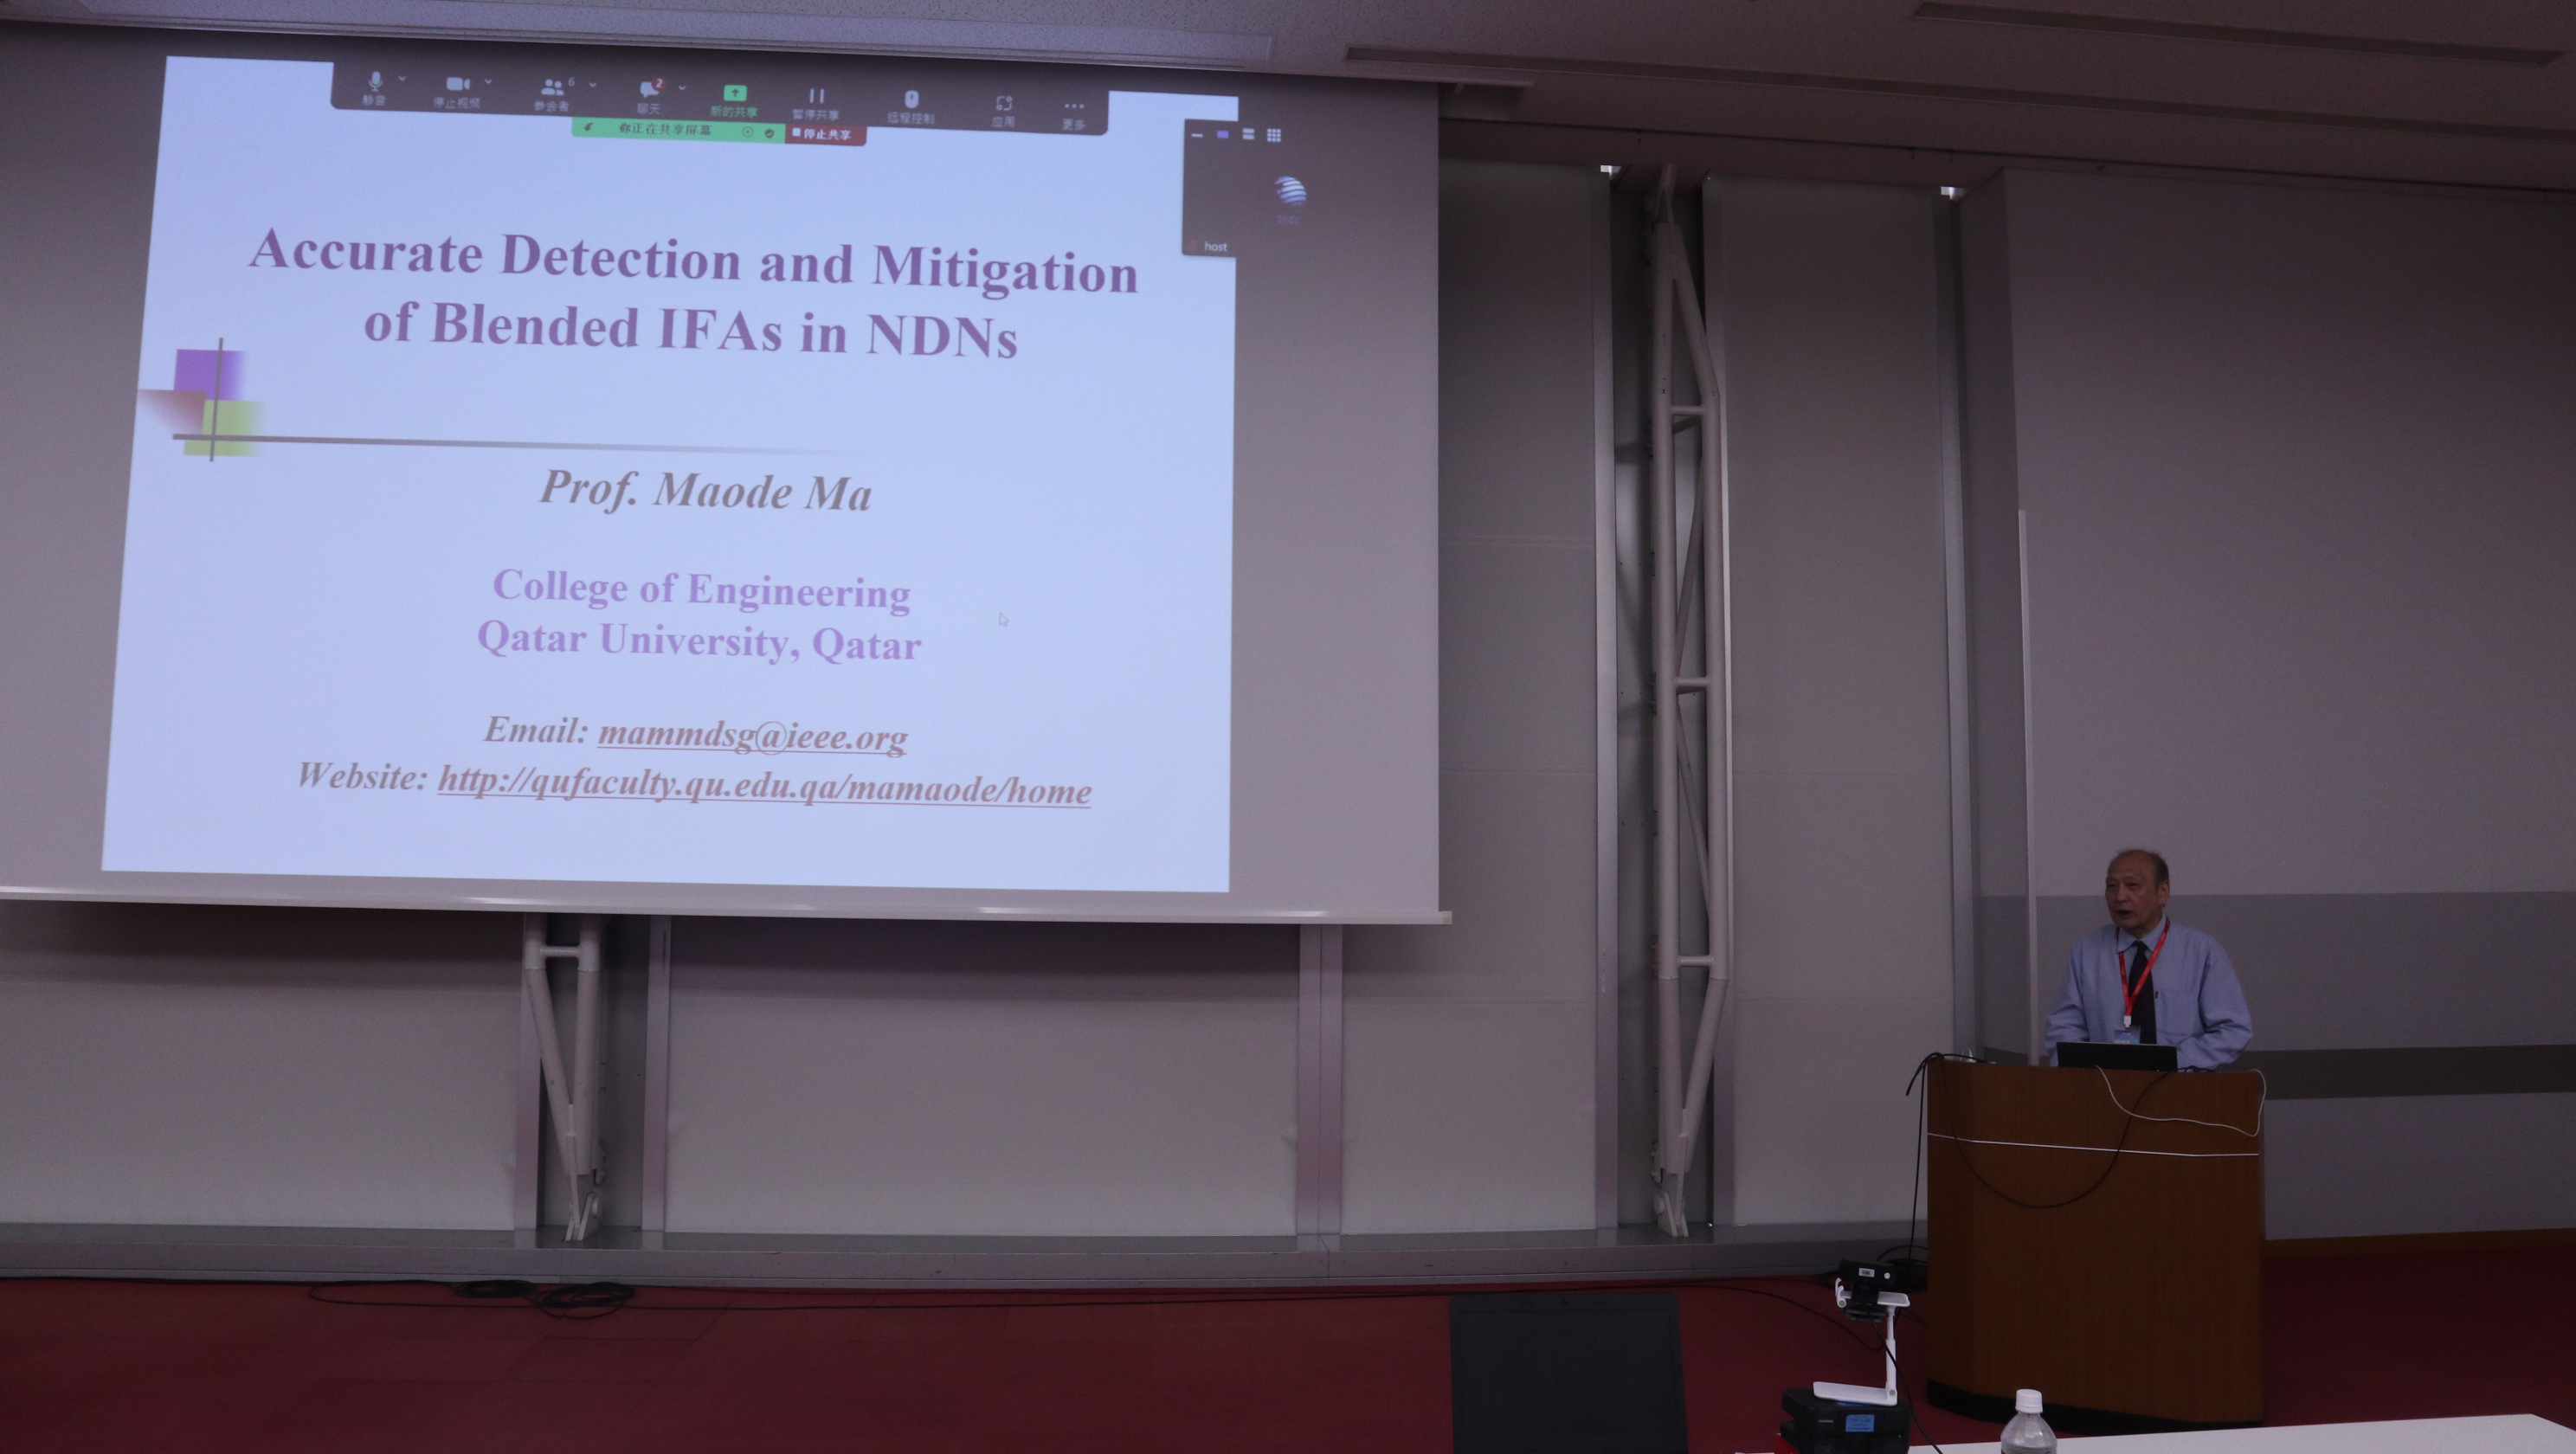 静音
停止视频
参会者 6
聊天 2
新的共享
暂停共享
远程控制
应用
更多
你正在共享屏幕
停止共享
host
Accurate Detection and Mitigation
of Blended IFAs in NDNs
Prof. Maode Ma
College of Engineering
Qatar University, Qatar
Email: mammdsg@ieee.org
Website: http://qufaculty.qu.edu.qa/mamaode/home